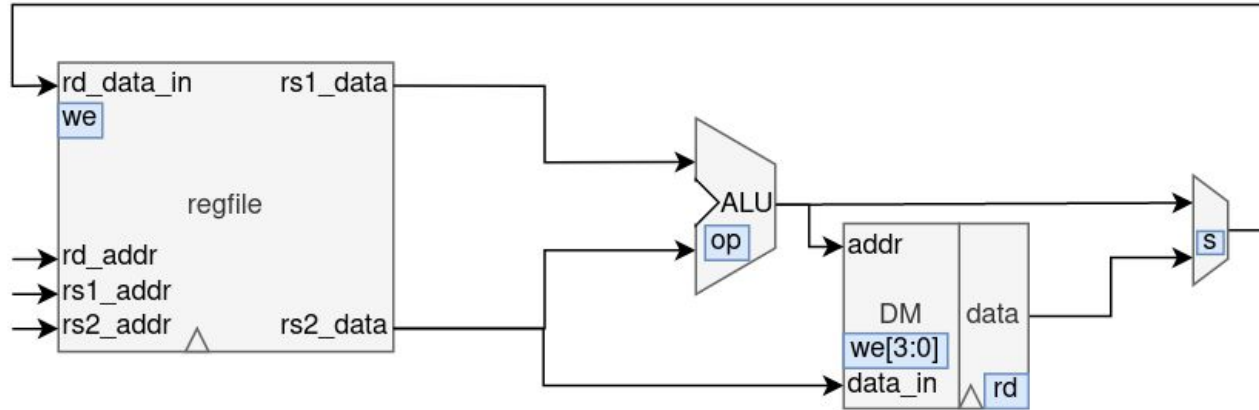 rd_data_in
rs1_data
we
regfile
rd_addr
rs1_addr
rs2_addr
rs2_data
ALU
op
addr
DM
data
we[3:0]
data_in
rd
s